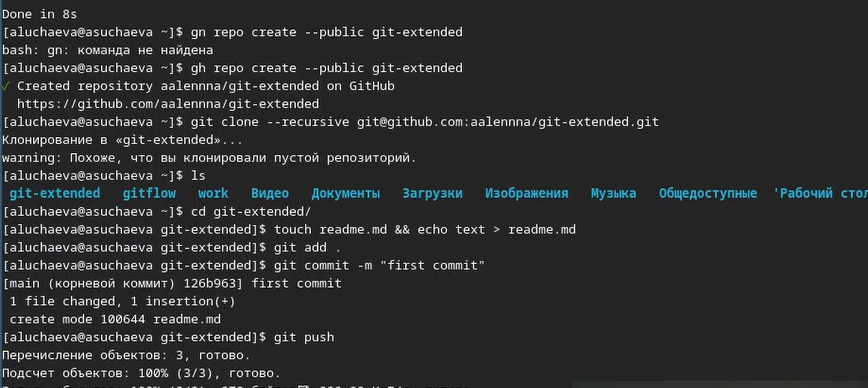 Done in 8s
[aluchaeva@asuchaeva ~]$ gn repo create --public git-extended
bash: gn: команда не найдена
[aluchaeva@asuchaeva ~]$ gh repo create --public git-extended
✓ Created repository aalennna/git-extended on GitHub
  https://github.com/aalennna/git-extended
[aluchaeva@asuchaeva ~]$ git clone --recursive git@github.com:aalennna/git-extended.git
Клонирование в «git-extended»...
warning: Похоже, что вы клонировали пустой репозиторий.
[aluchaeva@asuchaeva ~]$ ls
git-extended  gitflow  work  Видео  Документы  Загрузки  Изображения  Музыка  Общедоступные  'Рабочий стол
[aluchaeva@asuchaeva ~]$ cd git-extended/
[aluchaeva@asuchaeva git-extended]$ touch readme.md && echo text > readme.md
[aluchaeva@asuchaeva git-extended]$ git add .
[aluchaeva@asuchaeva git-extended]$ git commit -m "first commit"
[main (корневой коммит) 126b963] first commit
 1 file changed, 1 insertion(+)
 create mode 100644 readme.md
[aluchaeva@asuchaeva git-extended]$ git push
Перечисление объектов: 3, готово.
Подсчет объектов: 100% (3/3), готово.